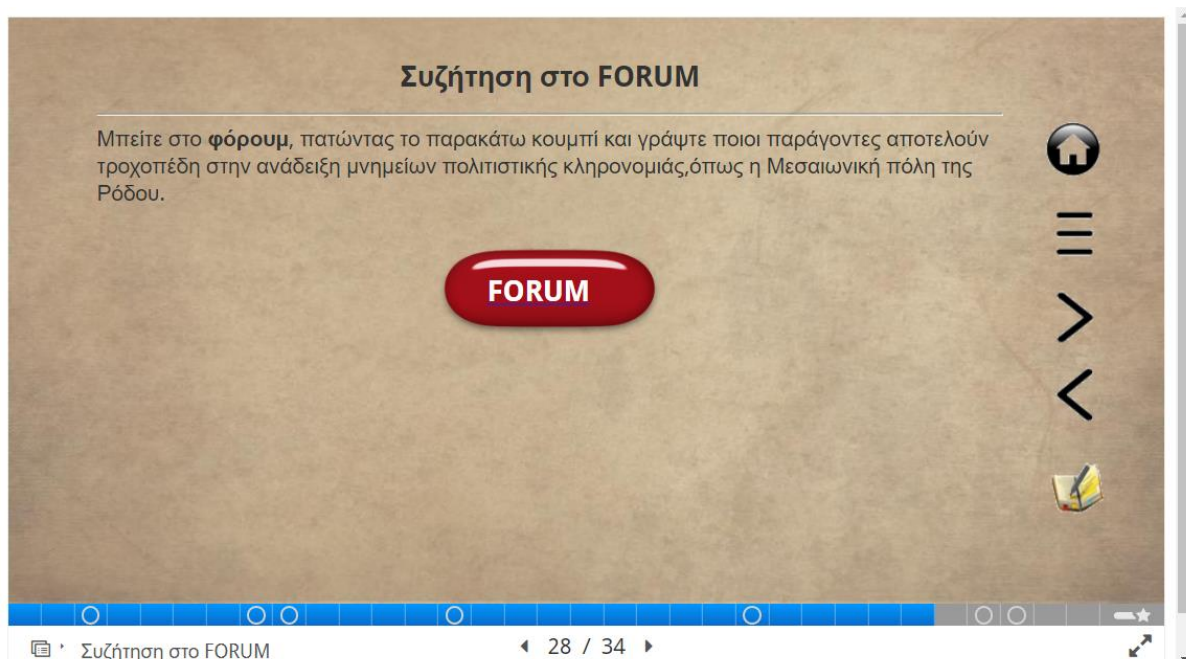 Συζήτηση στο FORUM
Μπείτε στο φόρουμ, πατώντας το παρακάτω κουμπί και γράψτε ποιοι παράγοντες αποτελούν
τροχοπέδη στην ανάδειξη μνημείων πολιτιστικής κληρονομιάς,όπως η Μεσαιωνική πόλη της
Ρόδου.
FORUM
Συζήτηση στο FORUM
28 / 34